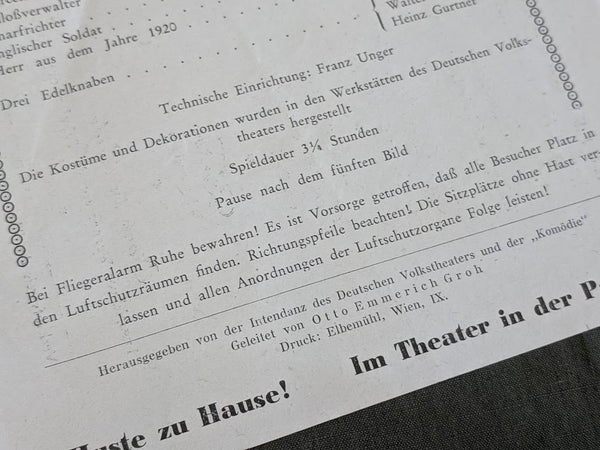 Scharfrichter
Englischer Soldat . . . . . . . . . .
Herr aus dem Jahre 1920 . . . . . . .
Heinz Gurtner
Drei Edelknaben . . . . . . . . . .
Technische Einrichtung: Franz Unger
Die Kostüme und Dekorationen wurden in den Werkstätten des Deutschen Volks-
theaters hergestellt
Spieldauer 3¼ Stunden
Pause nach dem fünften Bild
Bei Fliegeralarm Ruhe bewahren! Es ist Vorsorge getroffen, daß alle Besucher Platz in
den Luftschutzräumen finden. Richtungspfeile beachten! Die Sitzplätze ohne Hast ver-
lassen und allen Anordnungen der Luftschutzorgane Folge leisten!
Herausgegeben von der Intendanz des Deutschen Volkstheaters und der „Komödie“
Geleitet von Otto Emmerich Groh
Druck: Elbemühl, Wien, IX.
zu Hause! Im Theater in der